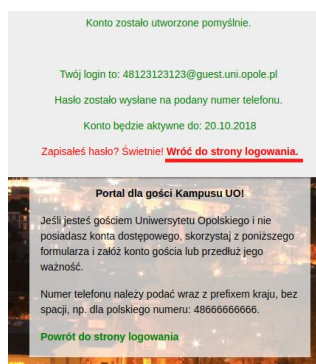 Konto zostało utworzone pomyślnie.
Twój login to: 48123123123@guest.uni.opole.pl
Hasło zostało wysłane na podany numer telefonu.
Konto będzie aktywne do: 20.10.2018
Zapisałeś hasło? Świetnie! Wróć do strony logowania.
Portal dla gości Kampusu UO!
Jeśli jesteś gościem Uniwersytetu Opolskiego i nie
posiadasz konta dostępowego, skorzystaj z poniższego
formularza i załóż konto gościa lub przedłuż jego
ważność.
Numer telefonu należy podać wraz z prefixem kraju, bez
spacji, np. dla polskiego numeru: 48666666666.
Powrót do strony logowania